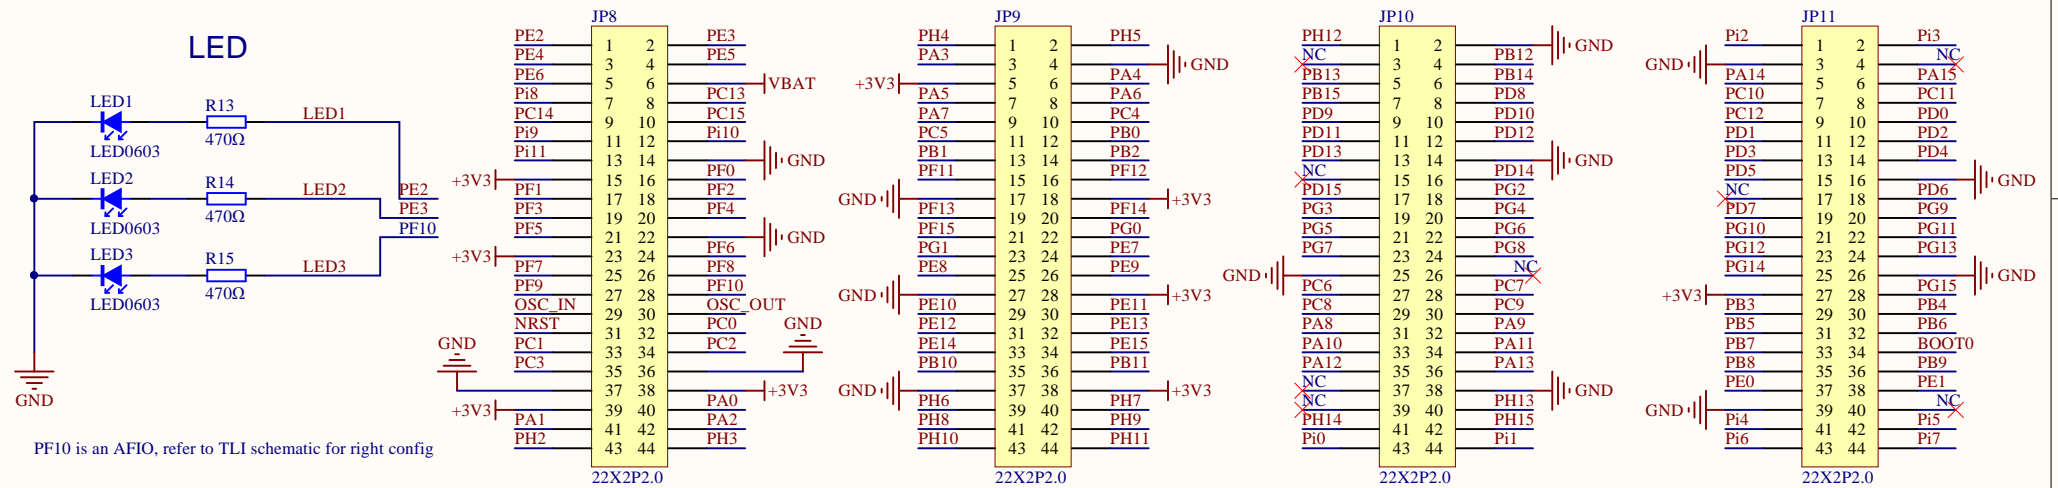 LED
LED1
R13
LED1
LED0603
470Ω
LED2
R14
LED2
PE2
LED0603
470Ω
PE3
PF10
LED3
R15
LED3
LED0603
470Ω
GND
PF10 is an AFIO, refer to TLI schematic for right config
JP8
PE2 1 2 PE3
PE4 3 4 PE5
PE6 5 6 VBAT
Pi8 7 8 PC13
PC14 9 10 PC15
Pi9 11 12 Pi10
Pi11 13 14 GND
+3V3 15 16 PF0
PF1 17 18 PF2
PF3 19 20 PF4
PF5 21 22 GND
+3V3 23 24 PF6
PF7 25 26 PF8
PF9 27 28 PF10
OSC_IN 29 30 OSC_OUT
NRST 31 32 PC0
PC1 33 34 PC2
PC3 35 36 GND
GND 37 38 +3V3
+3V3 39 40 PA0
PA1 41 42 PA2
PH2 43 44 PH3
22X2P2.0
JP9
PH4 1 2 PH5
PA3 3 4 GND
+3V3 5 6 PA4
PA5 7 8 PA6
PA7 9 10 PC4
PC5 11 12 PB0
PB1 13 14 PB2
PF11 15 16 PF12
GND 17 18 +3V3
PF13 19 20 PF14
PF15 21 22 PG0
PG1 23 24 PE7
PE8 25 26 PE9
GND 27 28 +3V3
PE10 29 30 PE11
PE12 31 32 PE13
PE14 33 34 PE15
PB10 35 36 PB11
GND 37 38 +3V3
PH6 39 40 PH7
PH8 41 42 PH9
PH10 43 44 PH11
22X2P2.0
JP10
PH12 1 2 GND
NC 3 4 PB12
PB13 5 6 PB14
PB15 7 8 PD8
PD9 9 10 PD10
PD11 11 12 PD12
PD13 13 14 GND
NC 15 16 PD14
PD15 17 18 PG2
PG3 19 20 PG4
PG5 21 22 PG6
PG7 23 24 PG8
GND 25 26 NC
PC6 27 28 PC7
PC8 29 30 PC9
PA8 31 32 PA9
PA10 33 34 PA11
PA12 35 36 PA13
NC 37 38 GND
NC 39 40 PH13
PH14 41 42 PH15
Pi0 43 44 Pi1
22X2P2.0
JP11
Pi2 1 2 Pi3
GND 3 4 NC
PA14 5 6 PA15
PC10 7 8 PC11
PC12 9 10 PD0
PD1 11 12 PD2
PD3 13 14 PD4
PD5 15 16 GND
NC 17 18 PD6
PD7 19 20 PG9
PG10 21 22 PG11
PG12 23 24 PG13
PG14 25 26 GND
+3V3 27 28 PG15
PB3 29 30 PB4
PB5 31 32 PB6
PB7 33 34 BOOT0
PB8 35 36 PB9
PE0 37 38 PE1
GND 39 40 NC
Pi4 41 42 Pi5
Pi6 43 44 Pi7
22X2P2.0